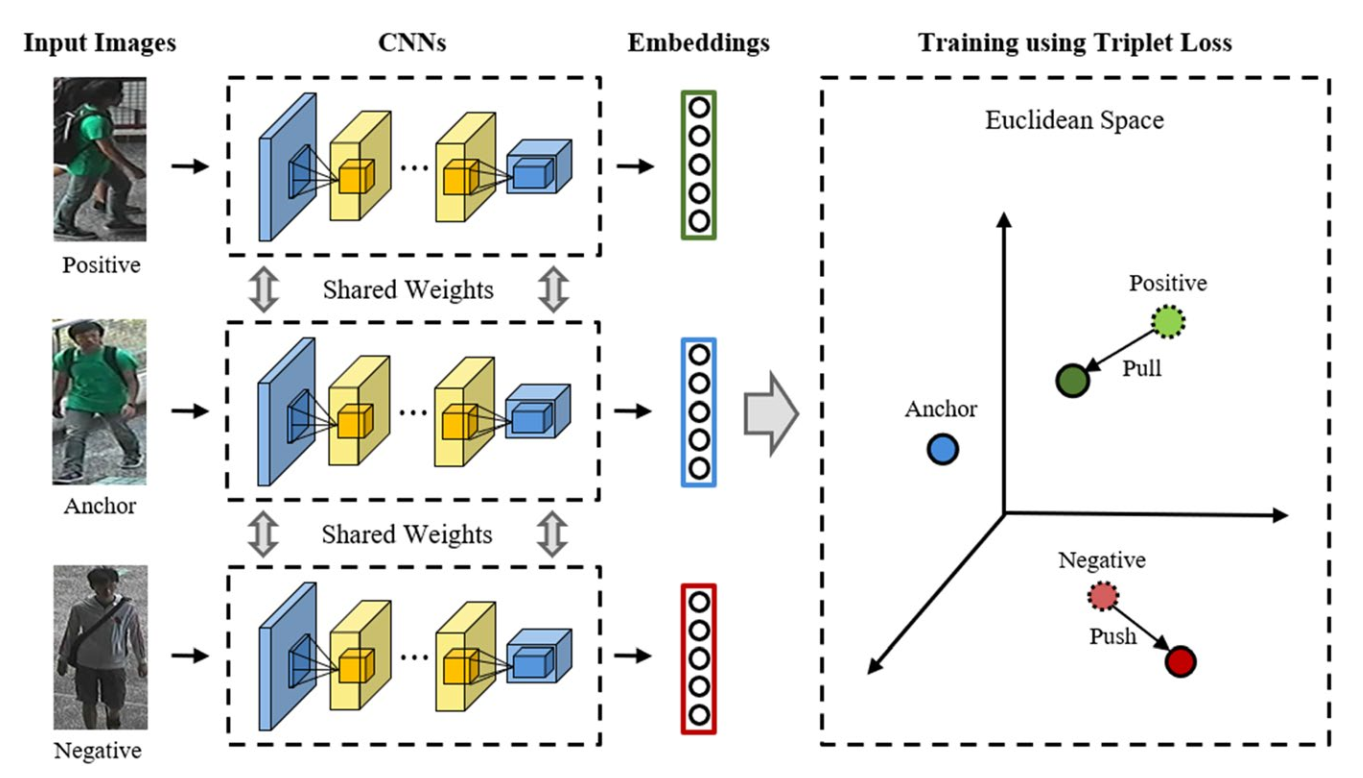 Input Images
CNNs
Embeddings
Training using Triplet Loss
Positive
Shared Weights
Anchor
Shared Weights
Negative
Euclidean Space
Positive
Pull
Anchor
Negative
Push